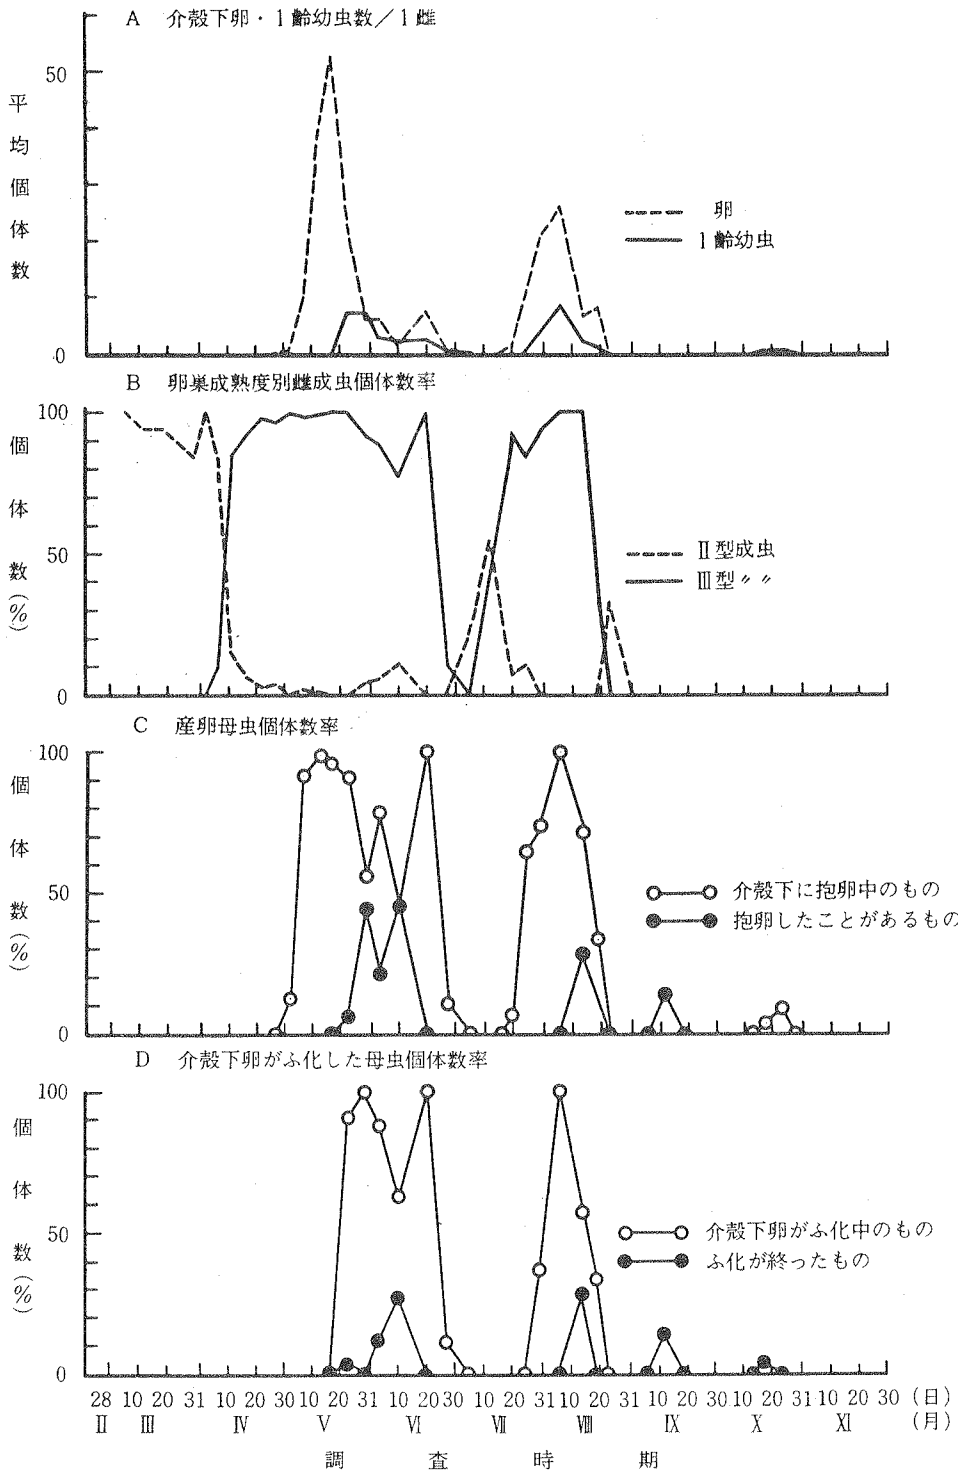 A 介殻下卵・1齢幼虫数／1雌
50
0
平均個体数
卵
1齢幼虫
B 卵巣成熟度別雌成虫個体数率
100
50
0
個体数(%)
Ⅱ型成虫
Ⅲ型〃〃
C 産卵母虫個体数率
100
50
0
個体数(%)
介殻下に抱卵中のもの
抱卵したことがあるもの
D 介殻下卵がふ化した母虫個体数率
100
50
0
個体数(%)
介殻下卵がふ化中のもの
ふ化が終ったもの
28 10 20 31 10 20 30 10 20 31 10 20 30 10 20 31 10 20 31 10 20 30 10 20 31 10 20 30 (日)
Ⅱ Ⅲ Ⅳ Ⅴ Ⅵ Ⅶ Ⅷ Ⅸ Ⅹ Ⅺ (月)
調査時期